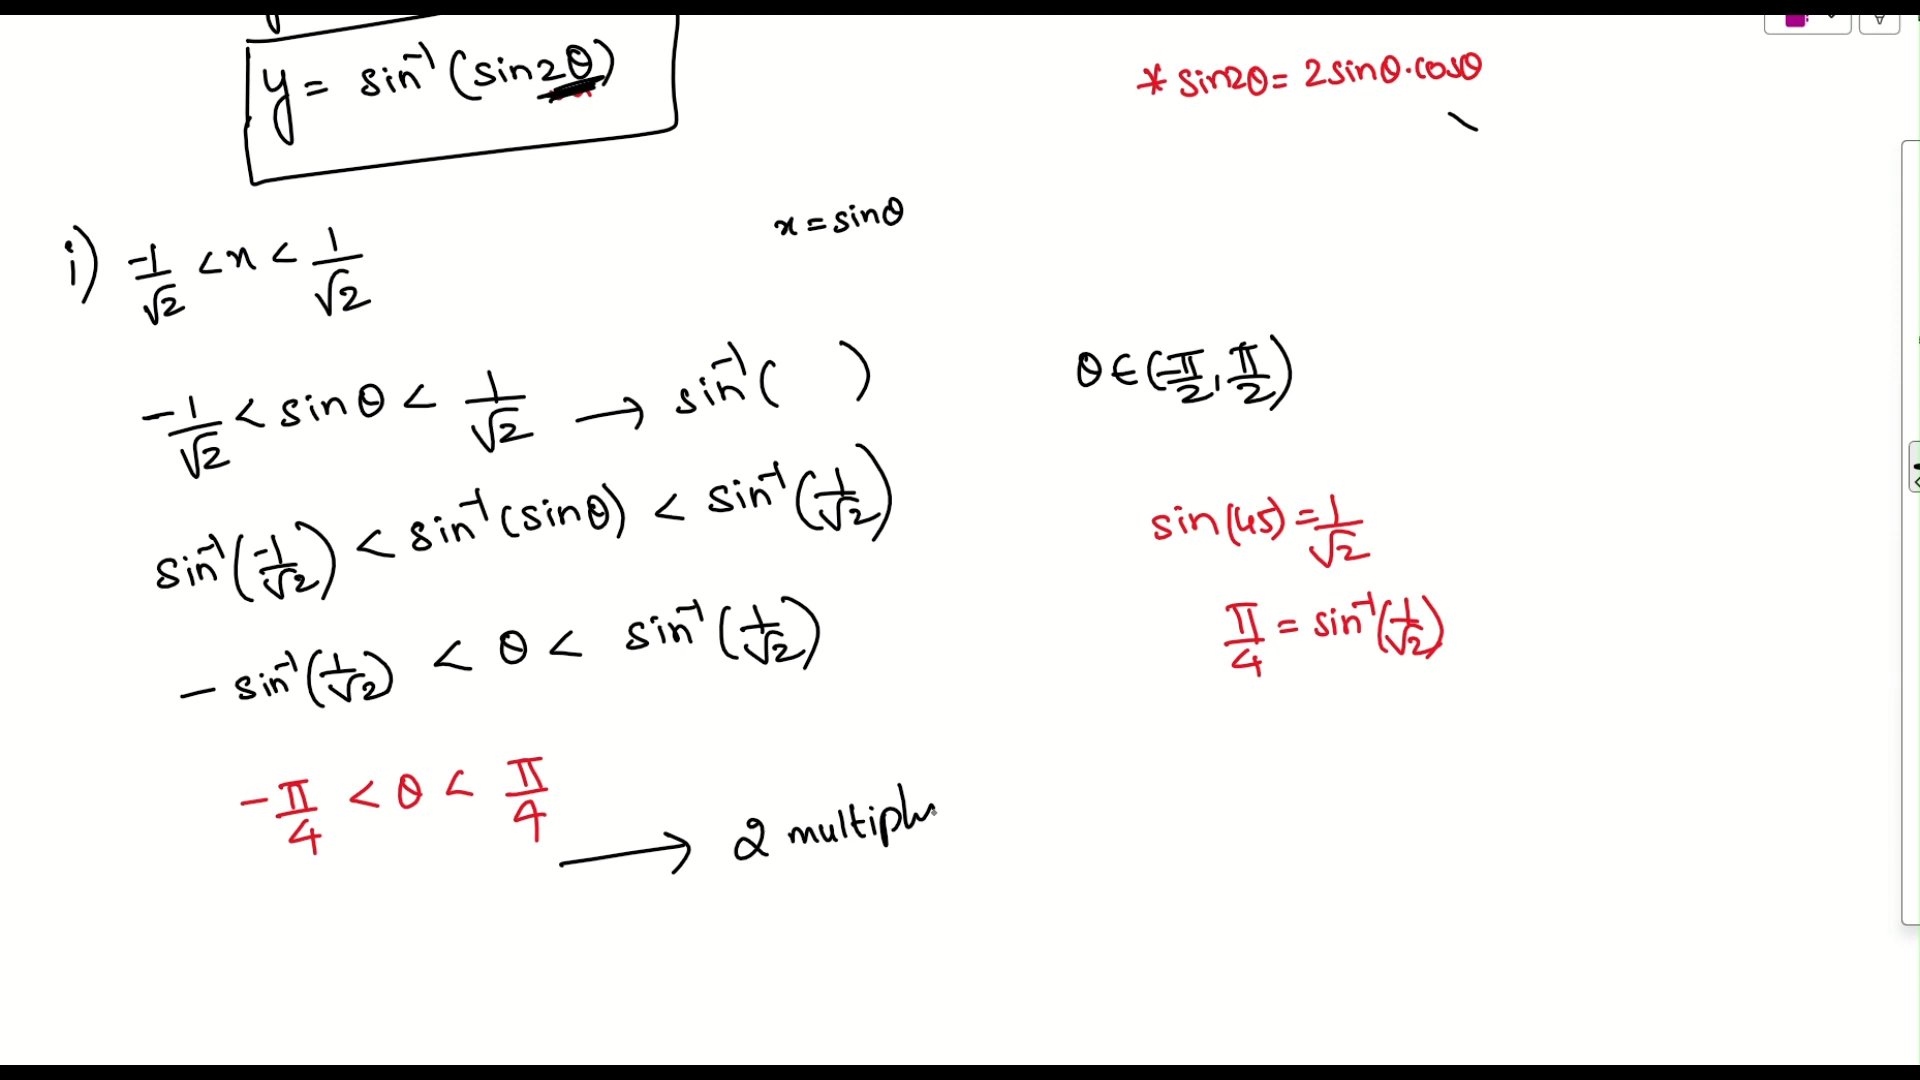 y = sin⁻¹(sin2θ)
* sin2θ = 2sinθ·cosθ
x = sinθ
i) -1/√2 < x < 1/√2
θ ∈ (-π/2, π/2)
-1/√2 < sinθ < 1/√2 → sin⁻¹( )
sin⁻¹(-1/√2) < sin⁻¹(sinθ) < sin⁻¹(1/√2)
sin(45) = 1/√2
- sin⁻¹(1/√2) < θ < sin⁻¹(1/√2)
π/4 = sin⁻¹(1/√2)
-π/4 < θ < π/4 → 2